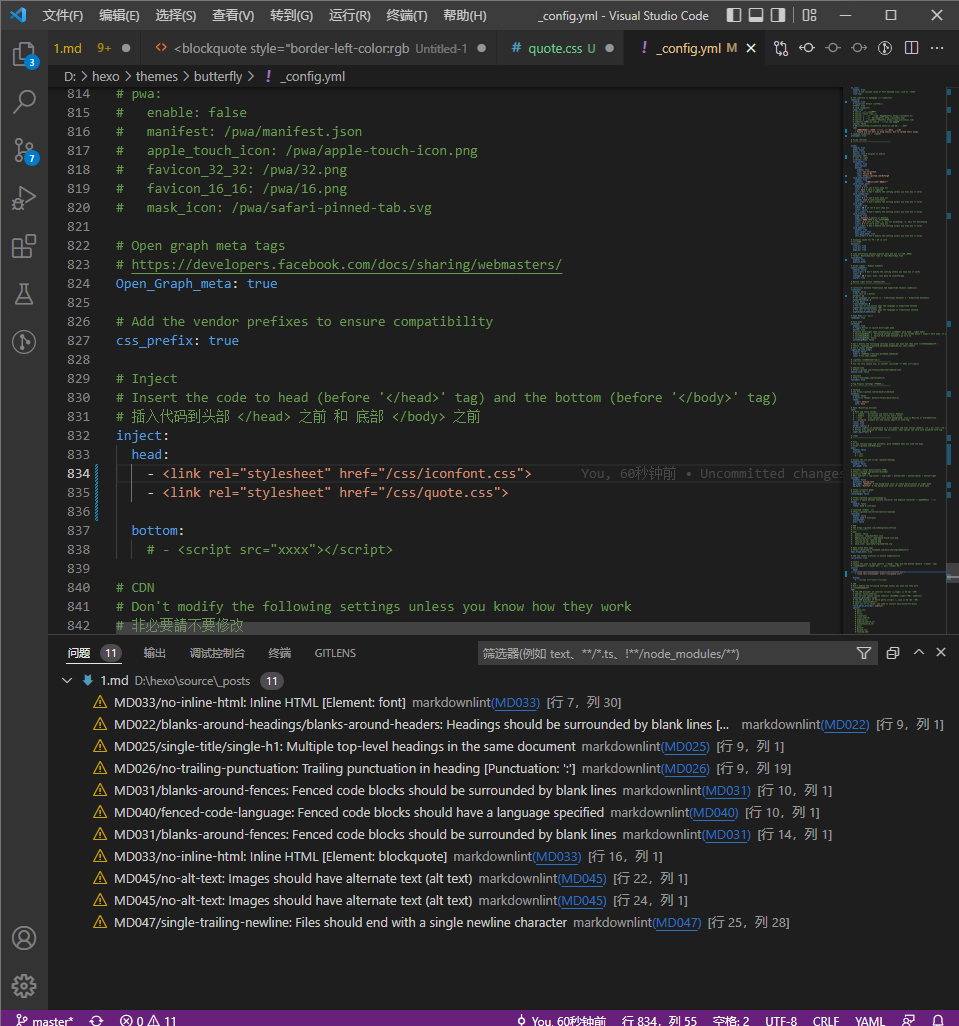 文件(F) 编辑(E) 选择(S) 查看(V) 转到(G) 运行(R) 终端(T) 帮助(H) _config.yml - Visual Studio Code
1.md 9+ <blockquote style="border-left-color:rgb Untitled-1 # quote.css U ! _config.yml M
D: > hexo > themes > butterfly > ! _config.yml
3
7
814 # pwa:
815 #   enable: false
816 #   manifest: /pwa/manifest.json
817 #   apple_touch_icon: /pwa/apple-touch-icon.png
818 #   favicon_32_32: /pwa/32.png
819 #   favicon_16_16: /pwa/16.png
820 #   mask_icon: /pwa/safari-pinned-tab.svg
821
822 # Open graph meta tags
823 # https://developers.facebook.com/docs/sharing/webmasters/
824 Open_Graph_meta: true
825
826 # Add the vendor prefixes to ensure compatibility
827 css_prefix: true
828
829 # Inject
830 # Insert the code to head (before '</head>' tag) and the bottom (before '</body>' tag)
831 # 插入代码到头部 </head> 之前 和 底部 </body> 之前
832 inject:
833   head:
834     - <link rel="stylesheet" href="/css/iconfont.css"> You, 60秒钟前 • Uncommitted changes
835     - <link rel="stylesheet" href="/css/quote.css">
836
837   bottom:
838     # - <script src="xxxx"></script>
839
840 # CDN
841 # Don't modify the following settings unless you know how they work
842 # 非必要請不要修改
问题 11 输出 调试控制台 终端 GITLENS 筛选器(例如 text、**/*.ts、!**/node_modules/**)
1.md D:\hexo\source\_posts 11
MD033/no-inline-html: Inline HTML [Element: font] markdownlint(MD033) [行 7，列 30]
MD022/blanks-around-headings/blanks-around-headers: Headings should be surrounded by blank lines [... markdownlint(MD022) [行 9，列 1]
MD025/single-title/single-h1: Multiple top-level headings in the same document markdownlint(MD025) [行 9，列 1]
MD026/no-trailing-punctuation: Trailing punctuation in heading [Punctuation: ':'] markdownlint(MD026) [行 9，列 19]
MD031/blanks-around-fences: Fenced code blocks should be surrounded by blank lines markdownlint(MD031) [行 10，列 1]
MD040/fenced-code-language: Fenced code blocks should have a language specified markdownlint(MD040) [行 10，列 1]
MD031/blanks-around-fences: Fenced code blocks should be surrounded by blank lines markdownlint(MD031) [行 14，列 1]
MD033/no-inline-html: Inline HTML [Element: blockquote] markdownlint(MD033) [行 16，列 1]
MD045/no-alt-text: Images should have alternate text (alt text) markdownlint(MD045) [行 22，列 1]
MD045/no-alt-text: Images should have alternate text (alt text) markdownlint(MD045) [行 24，列 1]
MD047/single-trailing-newline: Files should end with a single newline character markdownlint(MD047) [行 25，列 28]
master* 0 11 You, 60秒钟前 行 834，列 55 空格: 2 UTF-8 CRLF YAML